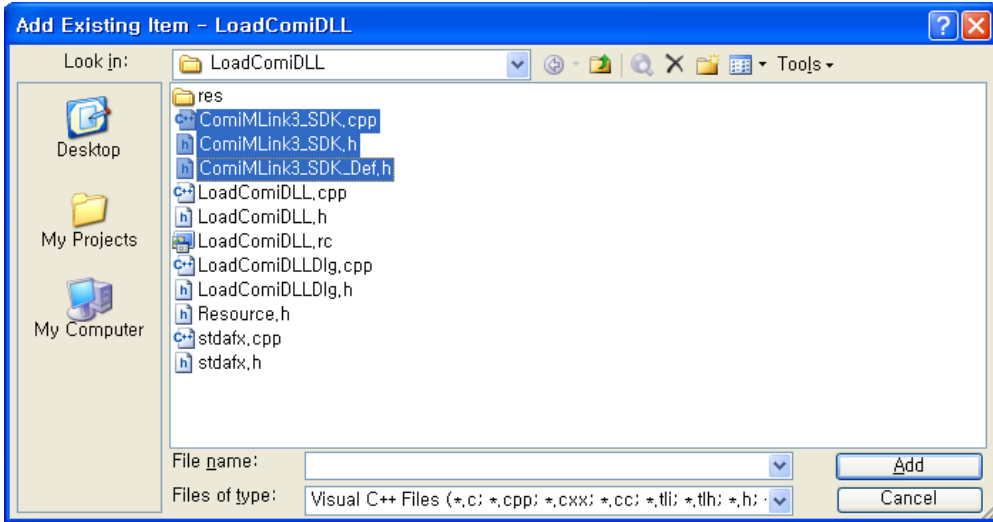 Add Existing Item - LoadComiDLL
Look in: LoadComiDLL Tools
Desktop
My Projects
My Computer
res
ComiMLink3_SDK.cpp
ComiMLink3_SDK.h
ComiMLink3_SDK_Def.h
LoadComiDLL.cpp
LoadComiDLL.h
LoadComiDLL.rc
LoadComiDLLDlg.cpp
LoadComiDLLDlg.h
Resource.h
stdafx.cpp
stdafx.h
File name: Add
Files of type: Visual C++ Files (*.c; *.cpp; *.cxx; *.cc; *.tli; *.tlh; *.h; Cancel